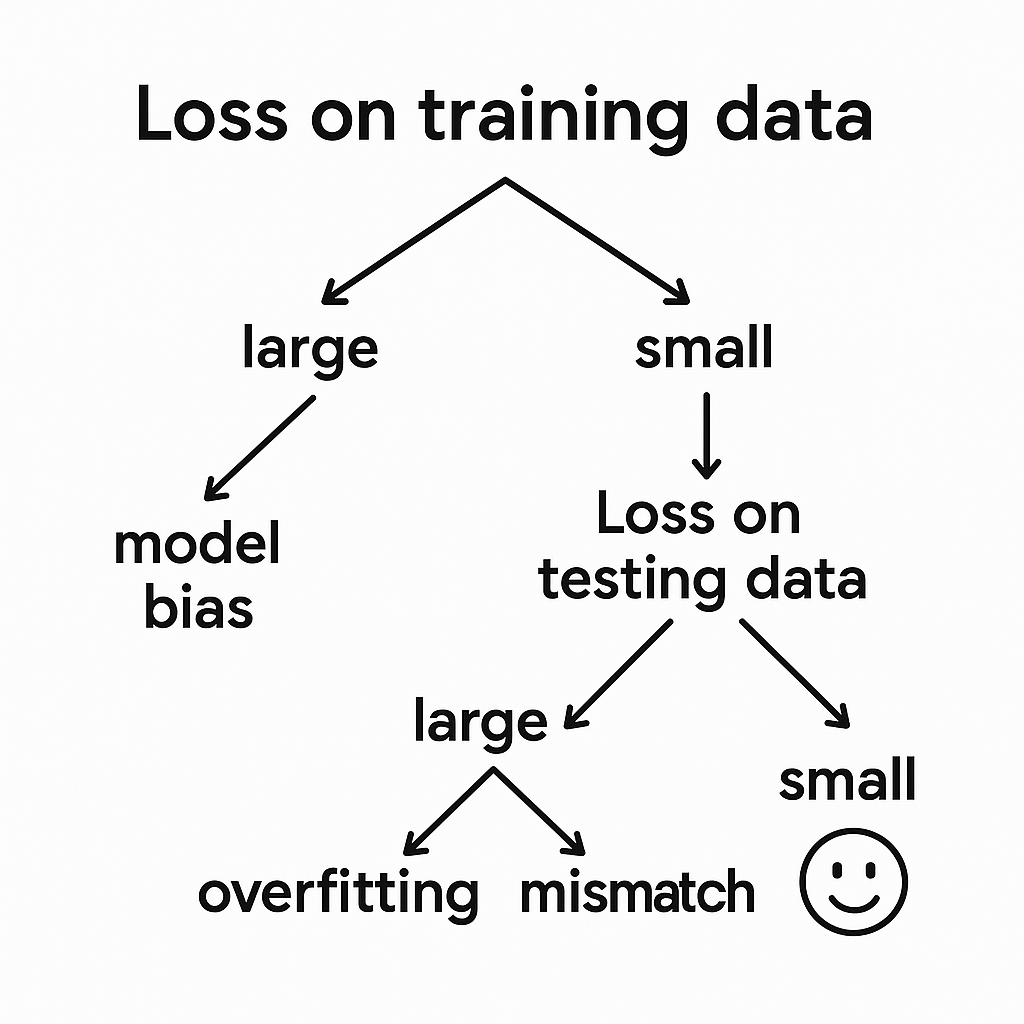 Loss on training data
large
small
model
bias
Loss on
testing data
large
small
overfitting
mismatch